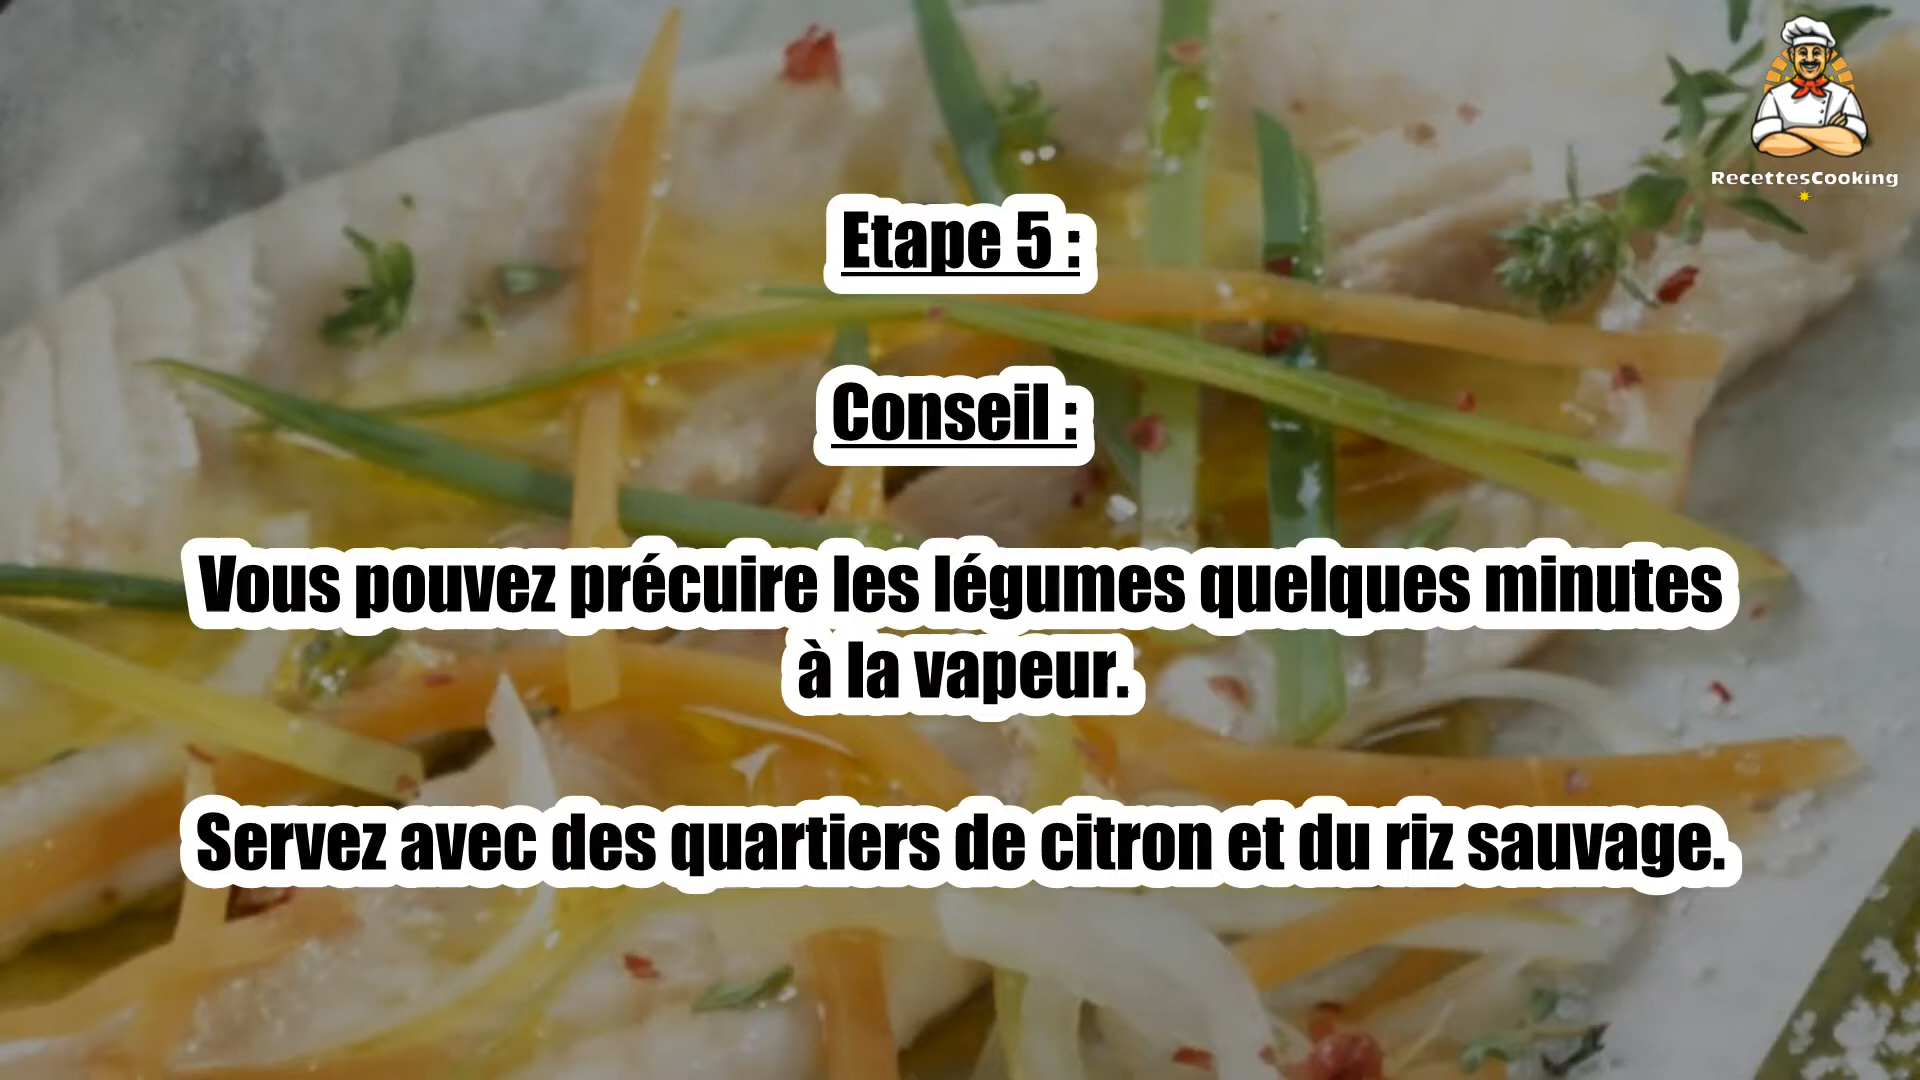 RecettesCooking
Etape 5 :
Conseil :
Vous pouvez précuire les légumes quelques minutes
à la vapeur.
Servez avec des quartiers de citron et du riz sauvage.